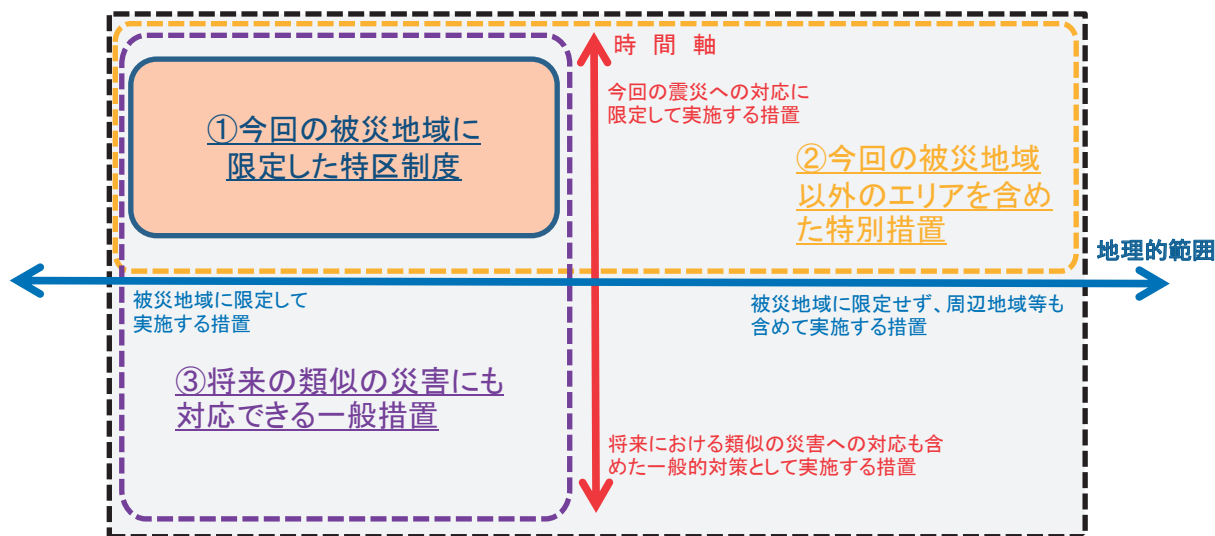 時 間 軸
今回の震災への対応に
限定して実施する措置
①今回の被災地域に
限定した特区制度
②今回の被災地域
以外のエリアを含め
た特別措置
地理的範囲
被災地域に限定して
実施する措置
被災地域に限定せず、周辺地域等も
含めて実施する措置
③将来の類似の災害にも
対応できる一般措置
将来における類似の災害への対応も含
めた一般的対策として実施する措置